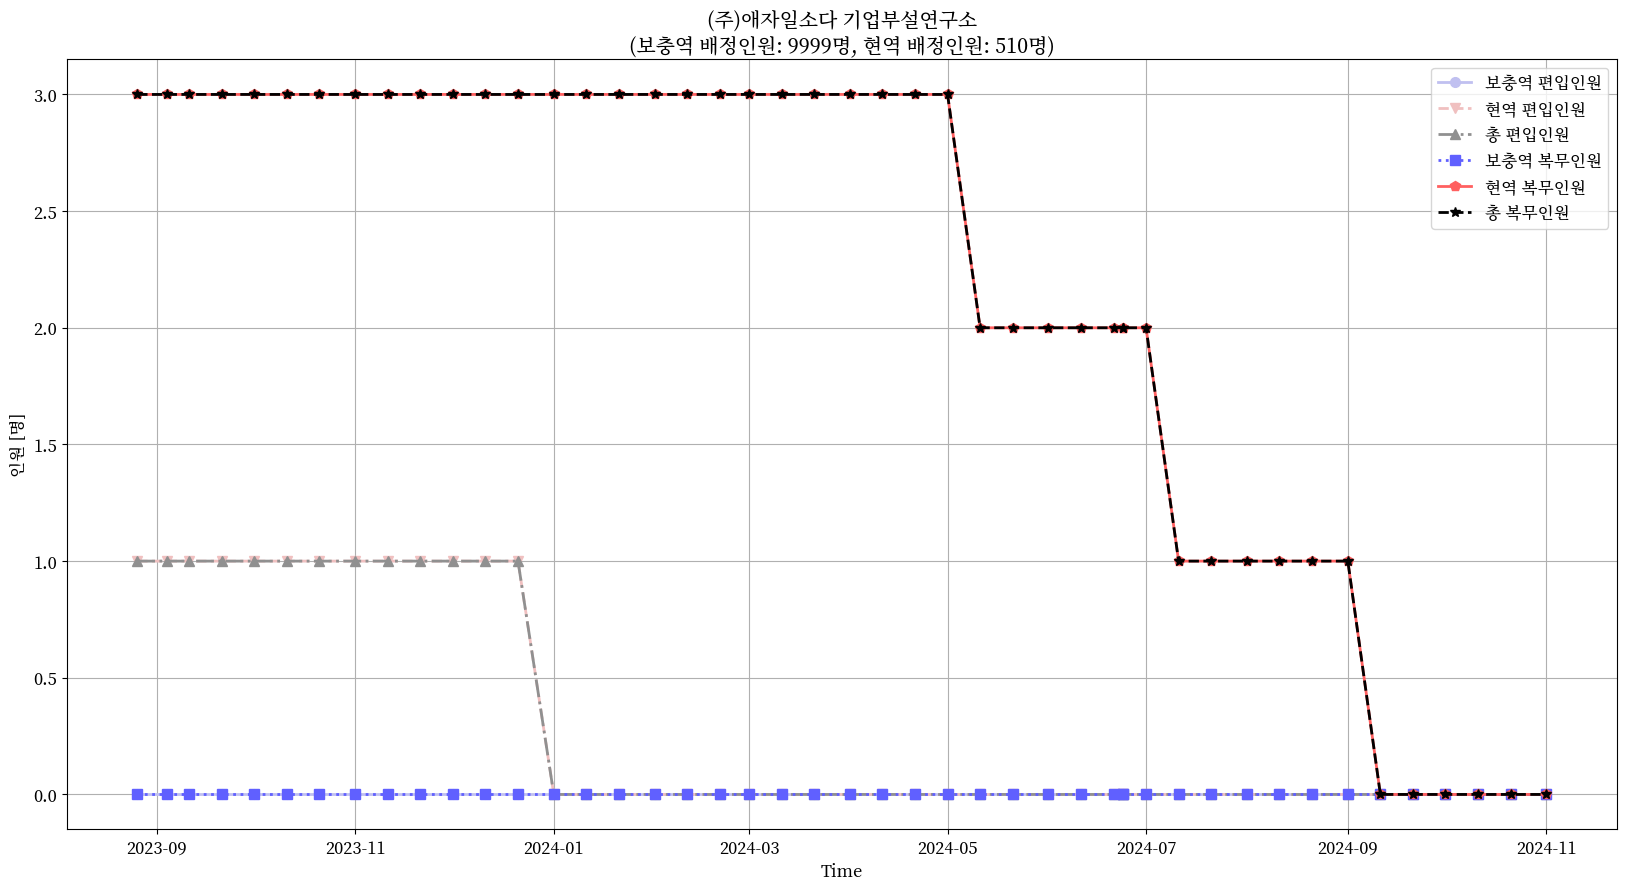 (주)애자일소다 기업부설연구소
(보충역 배정인원: 9999명, 현역 배정인원: 510명)
보충역 편입인원
현역 편입인원
총 편입인원
보충역 복무인원
현역 복무인원
총 복무인원
인원 [명]
3.0
2.5
2.0
1.5
1.0
0.5
0.0
2023-09
2023-11
2024-01
2024-03
2024-05
2024-07
2024-09
2024-11
Time